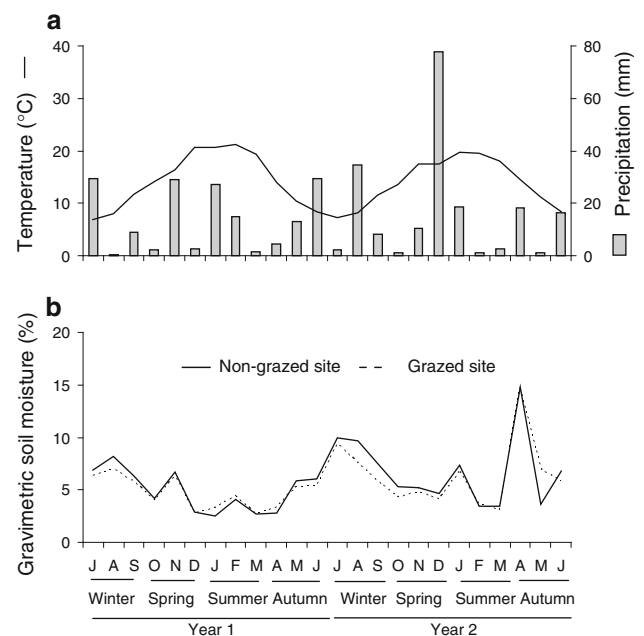 a
Temperature (°C) —
40
30
20
10
0
80
60
40
20
0
Precipitation (mm)
b
Gravimetric soil moisture (%)
20
15
10
5
0
Non-grazed site
Grazed site
J A S O N D J F M A M J J A S O N D J F M A M J
Winter Spring Summer Autumn Winter Spring Summer Autumn
Year 1 Year 2